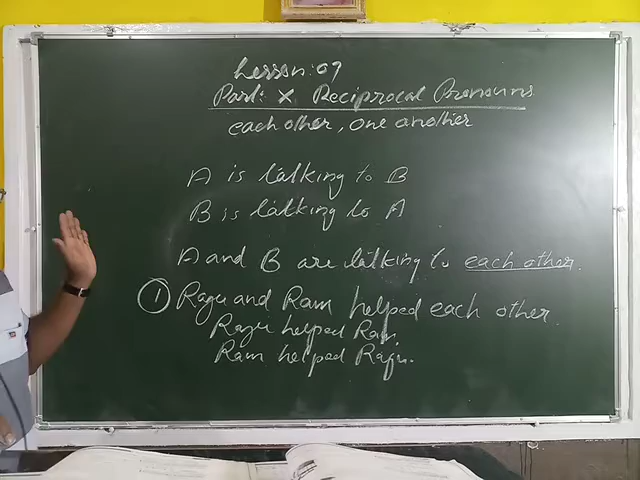 Lesson: 07
Part: X Reciprocal Pronouns
each other, one another
A is talking to B
B is talking to A
A and B are talking to each other.
① Raju and Ram helped each other.
Raju helped Ram.
Ram helped Raju.